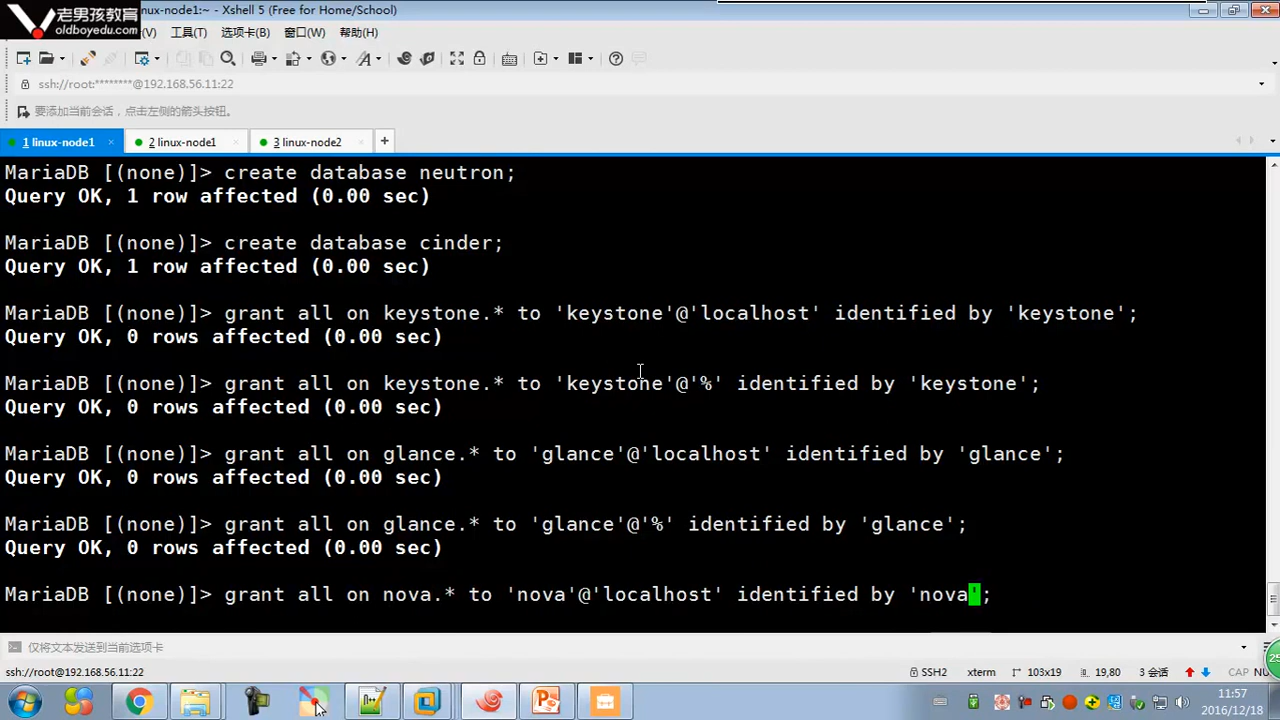 老男孩教育
oldboyedu.com
inux-node1:~ - Xshell 5 (Free for Home/School)
(V) 工具(T) 选项卡(B) 窗口(W) 帮助(H)
ssh://root:********@192.168.56.11:22
要添加当前会话，点击左侧的箭头按钮。
1 linux-node1 × 2 linux-node1 × 3 linux-node2 × +
MariaDB [(none)]> create database neutron;
Query OK, 1 row affected (0.00 sec)
MariaDB [(none)]> create database cinder;
Query OK, 1 row affected (0.00 sec)
MariaDB [(none)]> grant all on keystone.* to 'keystone'@'localhost' identified by 'keystone';
Query OK, 0 rows affected (0.00 sec)
MariaDB [(none)]> grant all on keystone.* to 'keystone'@'%' identified by 'keystone';
Query OK, 0 rows affected (0.00 sec)
MariaDB [(none)]> grant all on glance.* to 'glance'@'localhost' identified by 'glance';
Query OK, 0 rows affected (0.00 sec)
MariaDB [(none)]> grant all on glance.* to 'glance'@'%' identified by 'glance';
Query OK, 0 rows affected (0.00 sec)
MariaDB [(none)]> grant all on nova.* to 'nova'@'localhost' identified by 'nova';
仅将文本发送到当前选项卡
ssh://root@192.168.56.11:22 SSH2 xterm 103x19 19,80 3 会话 CAP NU
25
11:57
2016/12/18